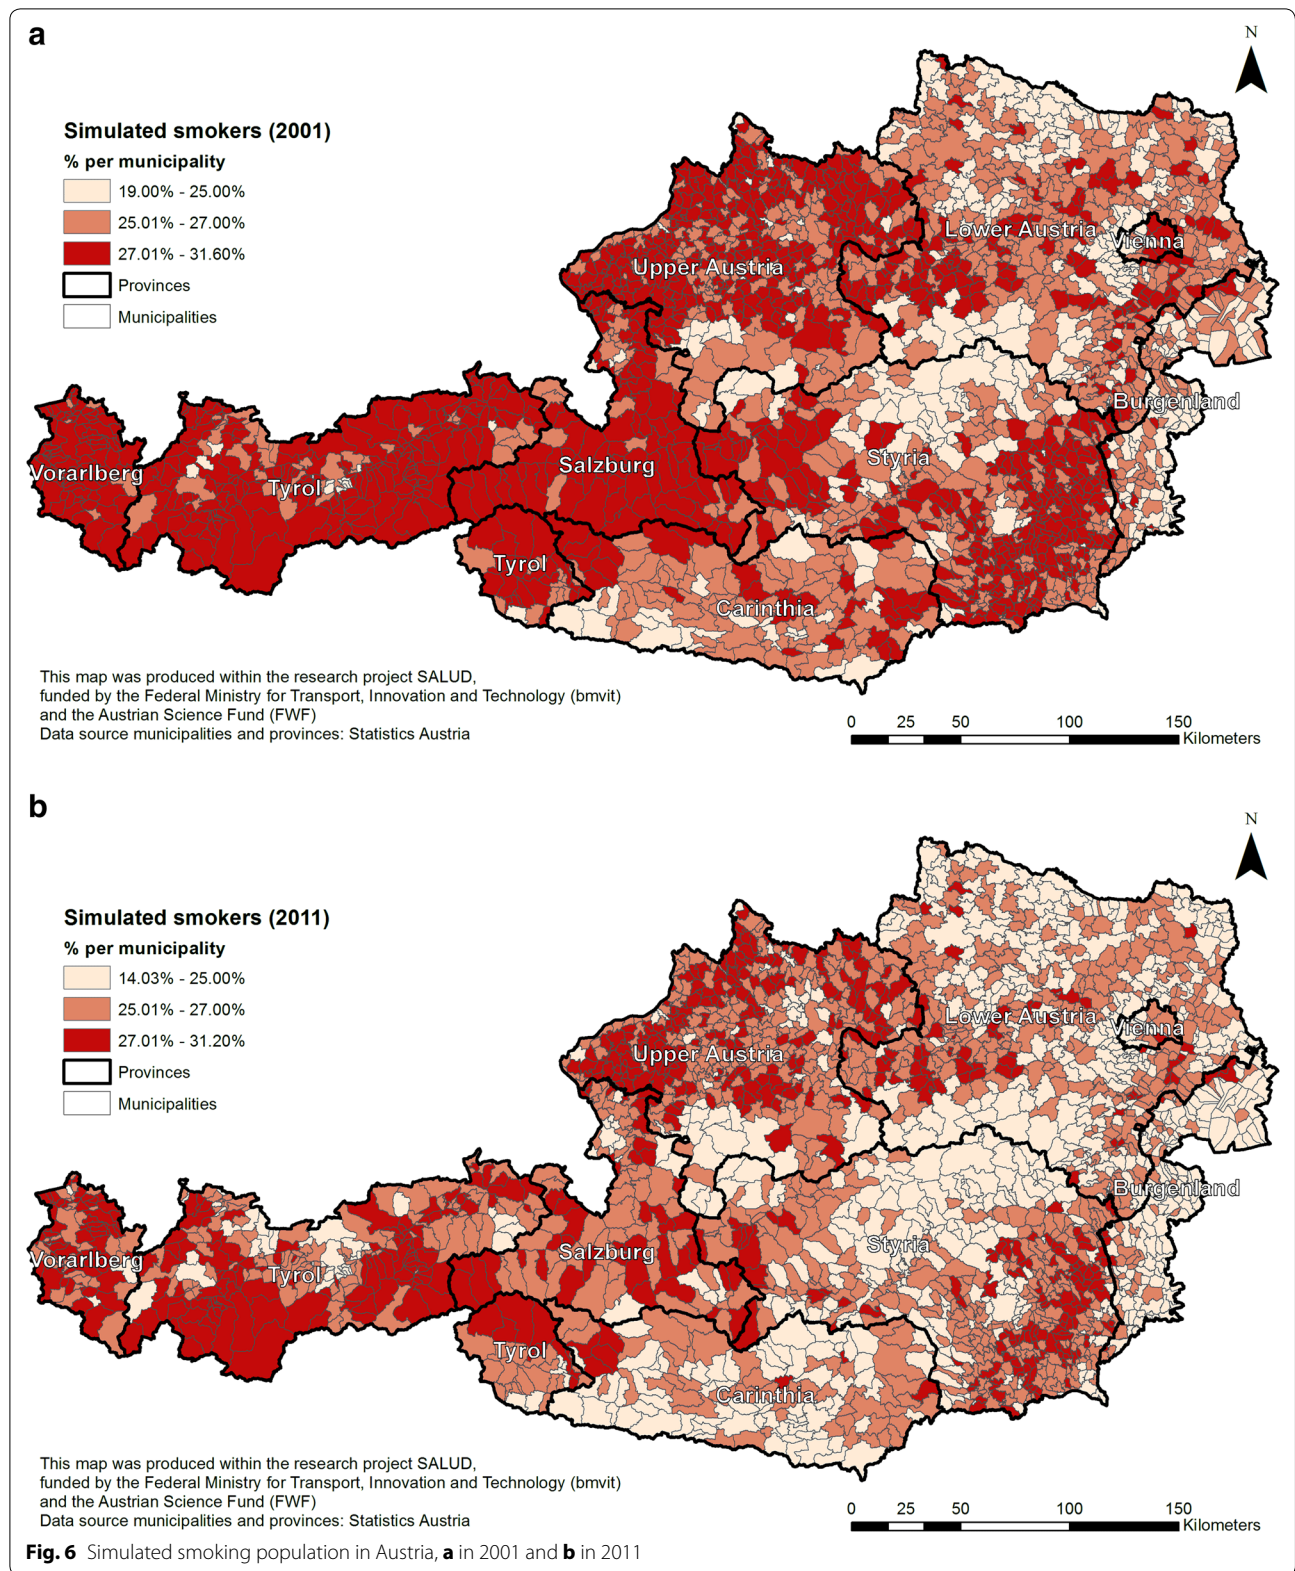 a
N
Simulated smokers (2001)
% per municipality
19.00% - 25.00%
25.01% - 27.00%
27.01% - 31.60%
Provinces
Municipalities
Lower Austria
Vienna
Upper Austria
Burgenland
Styria
Salzburg
Vorarlberg
Tyrol
Tyrol
Carinthia
This map was produced within the research project SALUD,
funded by the Federal Ministry for Transport, Innovation and Technology (bmvit)
and the Austrian Science Fund (FWF)
Data source municipalities and provinces: Statistics Austria
0 25 50 100 150
Kilometers
b
N
Simulated smokers (2011)
% per municipality
14.03% - 25.00%
25.01% - 27.00%
27.01% - 31.20%
Provinces
Municipalities
Lower Austria
Vienna
Upper Austria
Burgenland
Styria
Salzburg
Vorarlberg
Tyrol
Tyrol
Carinthia
This map was produced within the research project SALUD,
funded by the Federal Ministry for Transport, Innovation and Technology (bmvit)
and the Austrian Science Fund (FWF)
Data source municipalities and provinces: Statistics Austria
0 25 50 100 150
Kilometers
Fig. 6 Simulated smoking population in Austria, a in 2001 and b in 2011